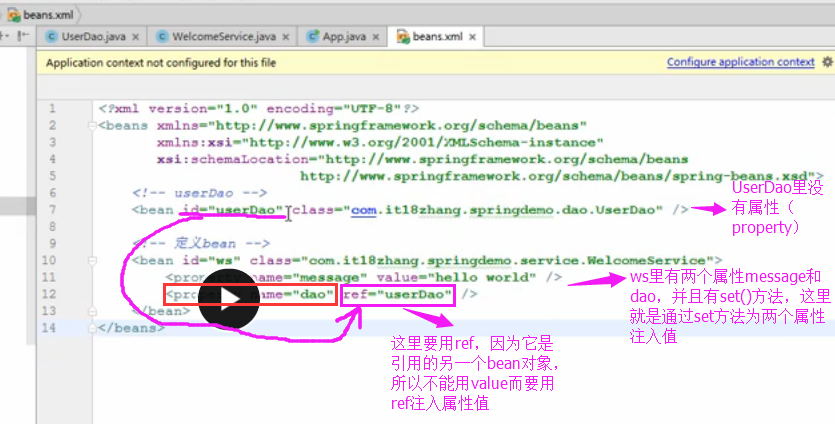 beans.xml
UserDao.java
WelcomeService.java
App.java
beans.xml
Application context not configured for this file
Configure application context
1 <?xml version="1.0" encoding="UTF-8"?>
2 <beans xmlns="http://www.springframework.org/schema/beans"
3 xmlns:xsi="http://www.w3.org/2001/XMLSchema-instance"
4 xsi:schemaLocation="http://www.springframework.org/schema/beans
5 http://www.springframework.org/schema/beans/spring-beans.xsd">
6 <!-- userDao -->
7 <bean id="userDao" class="com.it18zhang.springdemo.dao.UserDao" />
UserDao里没
有属性（
property）
8
9 <!-- 定义bean -->
10 <bean id="ws" class="com.it18zhang.springdemo.service.WelcomeService">
11 name="message" value="hello world" />
12 name="dao" ref="userDao" />
13 </bean>
14 </beans>
ws里有两个属性message和
dao，并且有set()方法，这里
就是通过set方法为两个属性
注入值
这里要用ref，因为它是
引用的另一个bean对象，
所以不能用value而要用
ref注入属性值